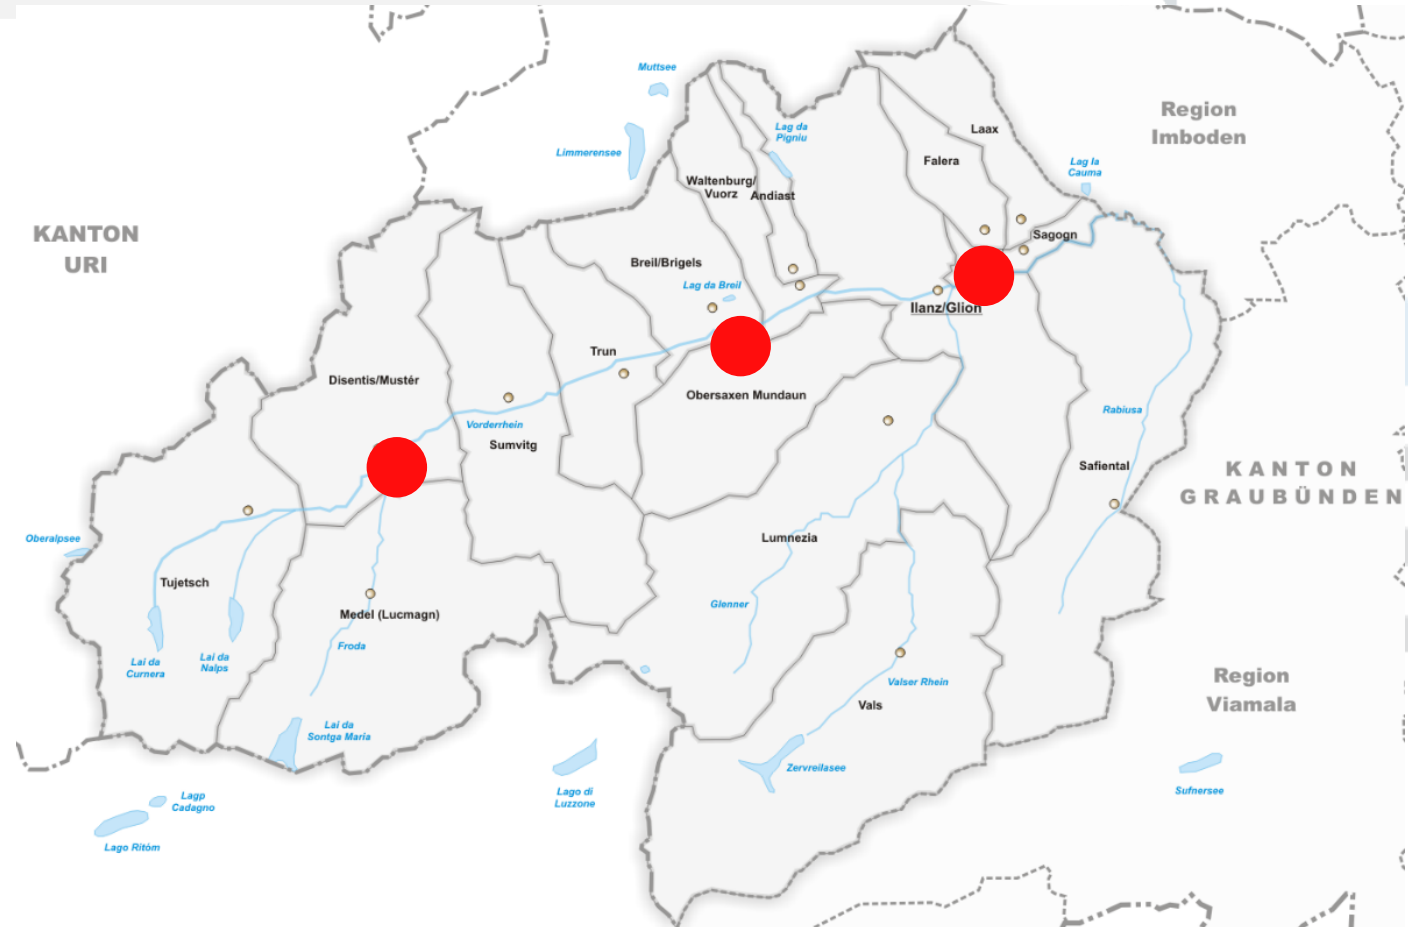 Muttsee
Region
Imboden
Lag da
Pigniu
Laax
Limmerensee
Falera
Lag la
Cauma
Waltenburg/
Vuorz
Andiast
KANTON
URI
Sagogn
Breil/Brigels
Lag da Breil
Ilanz/Glion
Trun
Disentis/Mustér
Obersaxen Mundaun
Rabiusa
Vorderrhein
Sumvitg
Safiental
KANTON
GRAUBÜNDEN
Oberalpsee
Lumnezia
Tujetsch
Glenner
Medel (Lucmagn)
Froda
Lai da
Curnera
Lai da
Nalps
Valser Rhein
Region
Viamala
Vals
Lai da
Sontga Maria
Zervreilasee
Lagp
Cadagno
Lago di
Luzzone
Sufnersee
Lago Ritóm